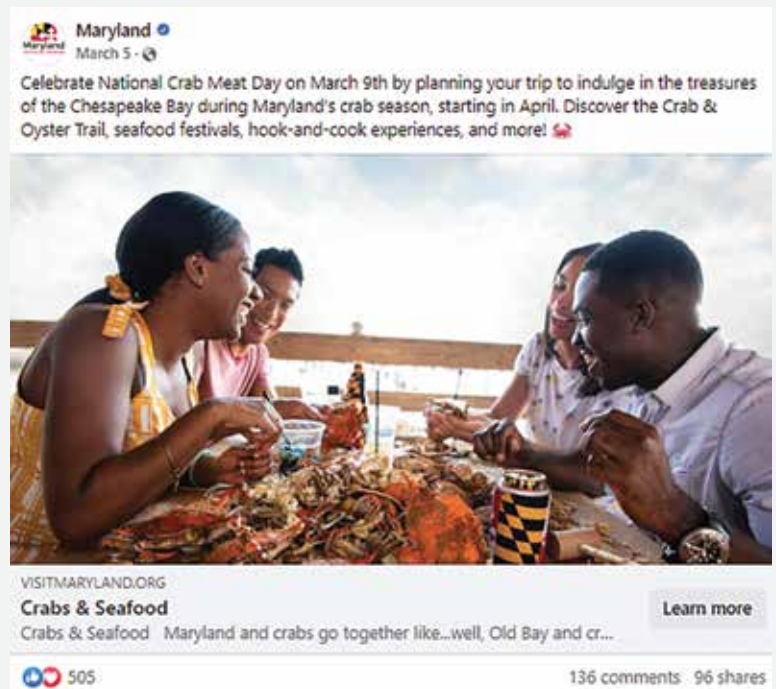 Maryland
Maryland
March 5 ·
Celebrate National Crab Meat Day on March 9th by planning your trip to indulge in the treasures
of the Chesapeake Bay during Maryland's crab season, starting in April. Discover the Crab &
Oyster Trail, seafood festivals, hook-and-cook experiences, and more! 🦀
VISITMARYLAND.ORG
Crabs & Seafood
Learn more
Crabs & Seafood Maryland and crabs go together like...well, Old Bay and cr...
505
136 comments 96 shares